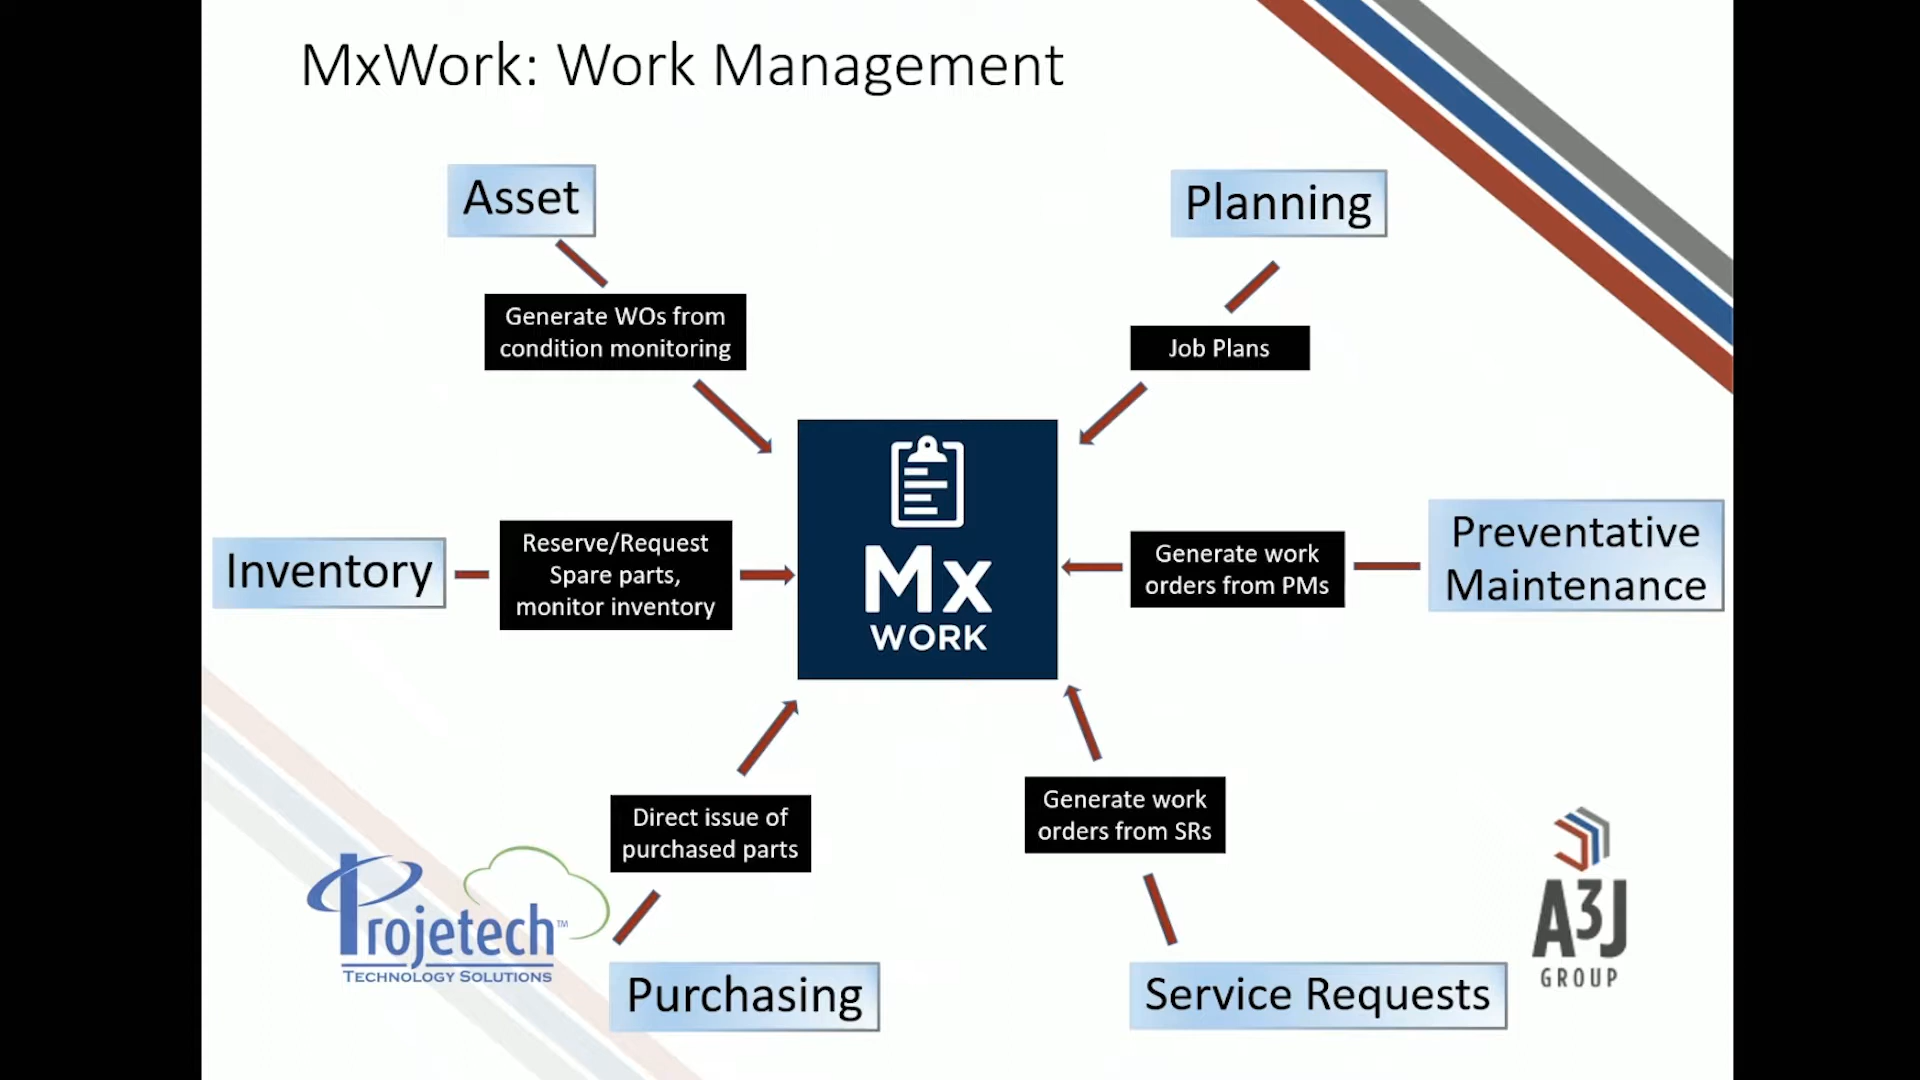 MxWork: Work Management
Asset
Planning
Generate WOs from
condition monitoring
Job Plans
Mx
WORK
Inventory
Reserve/Request
Spare parts,
monitor inventory
Generate work
orders from PMs
Preventative
Maintenance
Direct issue of
purchased parts
Generate work
orders from SRs
Projetech™
TECHNOLOGY SOLUTIONS
A3J
GROUP
Purchasing
Service Requests